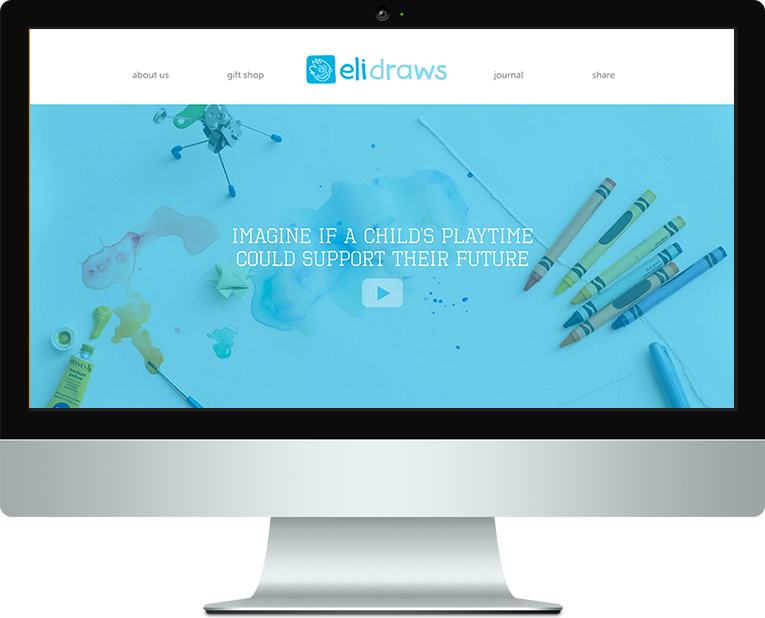 about us
gift shop
eli draws
journal
share
IMAGINE IF A CHILD'S PLAYTIME
COULD SUPPORT THEIR FUTURE